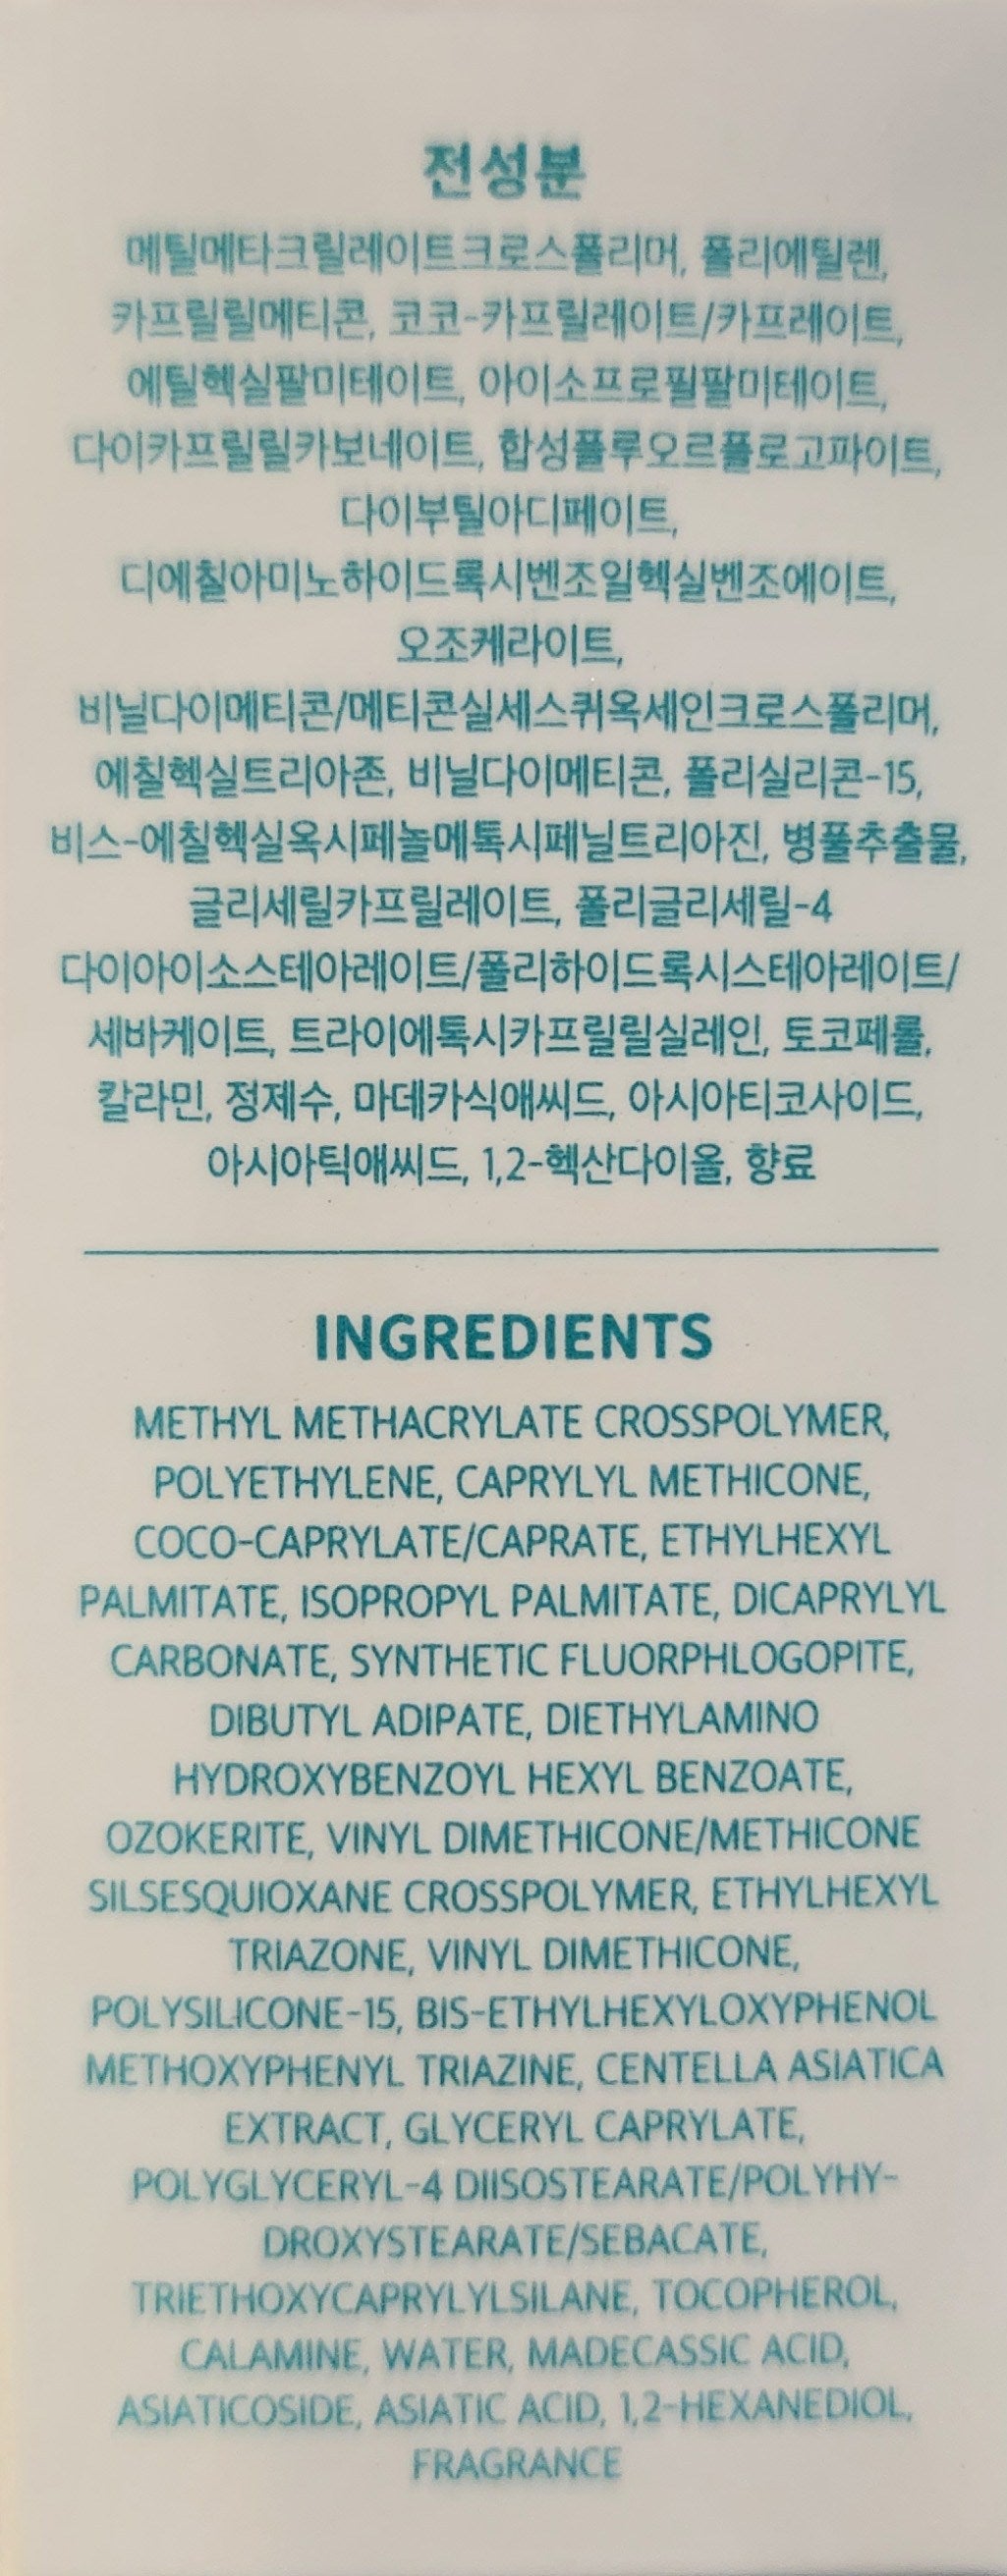 전성분
메틸메타크릴레이트크로스폴리머, 폴리에틸렌,
카프릴릴메티콘, 코코-카프릴레이트/카프레이트,
에틸헥실팔미테이트, 아이소프로필팔미테이트,
다이카프릴릴카보네이트, 합성플루오르플로고파이트,
다이부틸아디페이트,
디에칠아미노하이드록시벤조일헥실벤조에이트,
오조케라이트,
비닐다이메티콘/메티콘실세스퀴옥세인크로스폴리머,
에칠헥실트리아존, 비닐다이메티콘, 폴리실리콘-15,
비스-에칠헥실옥시페놀메톡시페닐트리아진, 병풀추출물,
글리세릴카프릴레이트, 폴리글리세릴-4
다이아이소스테아레이트/폴리하이드록시스테아레이트/
세바케이트, 트라이에톡시카프릴릴실레인, 토코페롤,
칼라민, 정제수, 마데카식애씨드, 아시아티코사이드,
아시아틱애씨드, 1,2-헥산다이올, 향료
INGREDIENTS
METHYL METHACRYLATE CROSSPOLYMER,
POLYETHYLENE, CAPRYLYL METHICONE,
COCO-CAPRYLATE/CAPRATE, ETHYLHEXYL
PALMITATE, ISOPROPYL PALMITATE, DICAPRYLYL
CARBONATE, SYNTHETIC FLUORPHLOGOPITE,
DIBUTYL ADIPATE, DIETHYLAMINO
HYDROXYBENZOYL HEXYL BENZOATE,
OZOKERITE, VINYL DIMETHICONE/METHICONE
SILSESQUIOXANE CROSSPOLYMER, ETHYLHEXYL
TRIAZONE, VINYL DIMETHICONE,
POLYSILICONE-15, BIS-ETHYLHEXYLOXYPHENOL
METHOXYPHENYL TRIAZINE, CENTELLA ASIATICA
EXTRACT, GLYCERYL CAPRYLATE,
POLYGLYCERYL-4 DIISOSTEARATE/POLYHY-
DROXYSTEARATE/SEBACATE,
TRIETHOXYCAPRYLYLSILANE, TOCOPHEROL,
CALAMINE, WATER, MADECASSIC ACID,
ASIATICOSIDE, ASIATIC ACID, 1,2-HEXANEDIOL,
FRAGRANCE